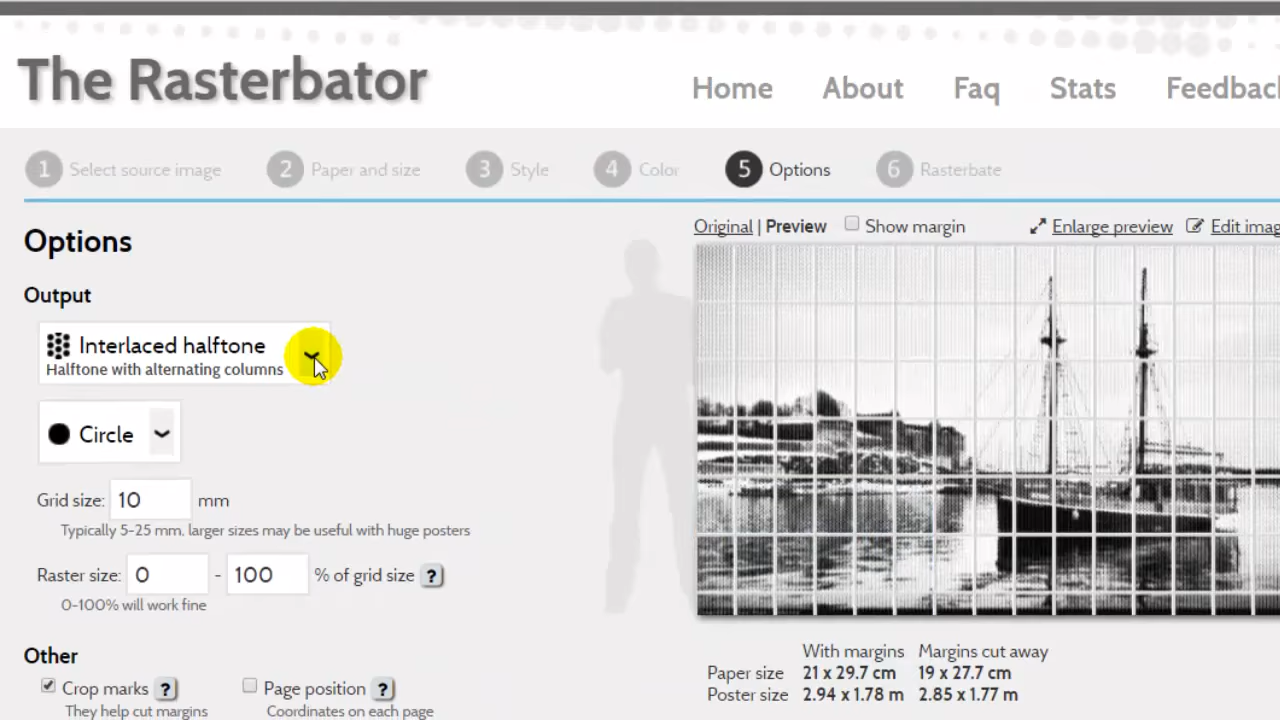 The Rasterbator
Home About Faq Stats Feedbac
1 Select source image 2 Paper and size 3 Style 4 Color 5 Options 6 Rasterbate
Options
Original | Preview Show margin Enlarge preview Edit imag
Output
Interlaced halftone
Halftone with alternating columns
Circle
Grid size: 10 mm
Typically 5-25 mm, larger sizes may be useful with huge posters
Raster size: 0 - 100 % of grid size ?
0-100% will work fine
With margins Margins cut away
Paper size 21 x 29.7 cm 19 x 27.7 cm
Poster size 2.94 x 1.78 m 2.85 x 1.77 m
Other
Crop marks ? Page position ?
They help cut margins Coordinates on each page